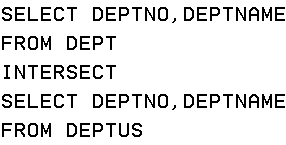 SELECT DEPTNO,DEPTNAME
FROM DEPT
INTERSECT
SELECT DEPTNO,DEPTNAME
FROM DEPTUS